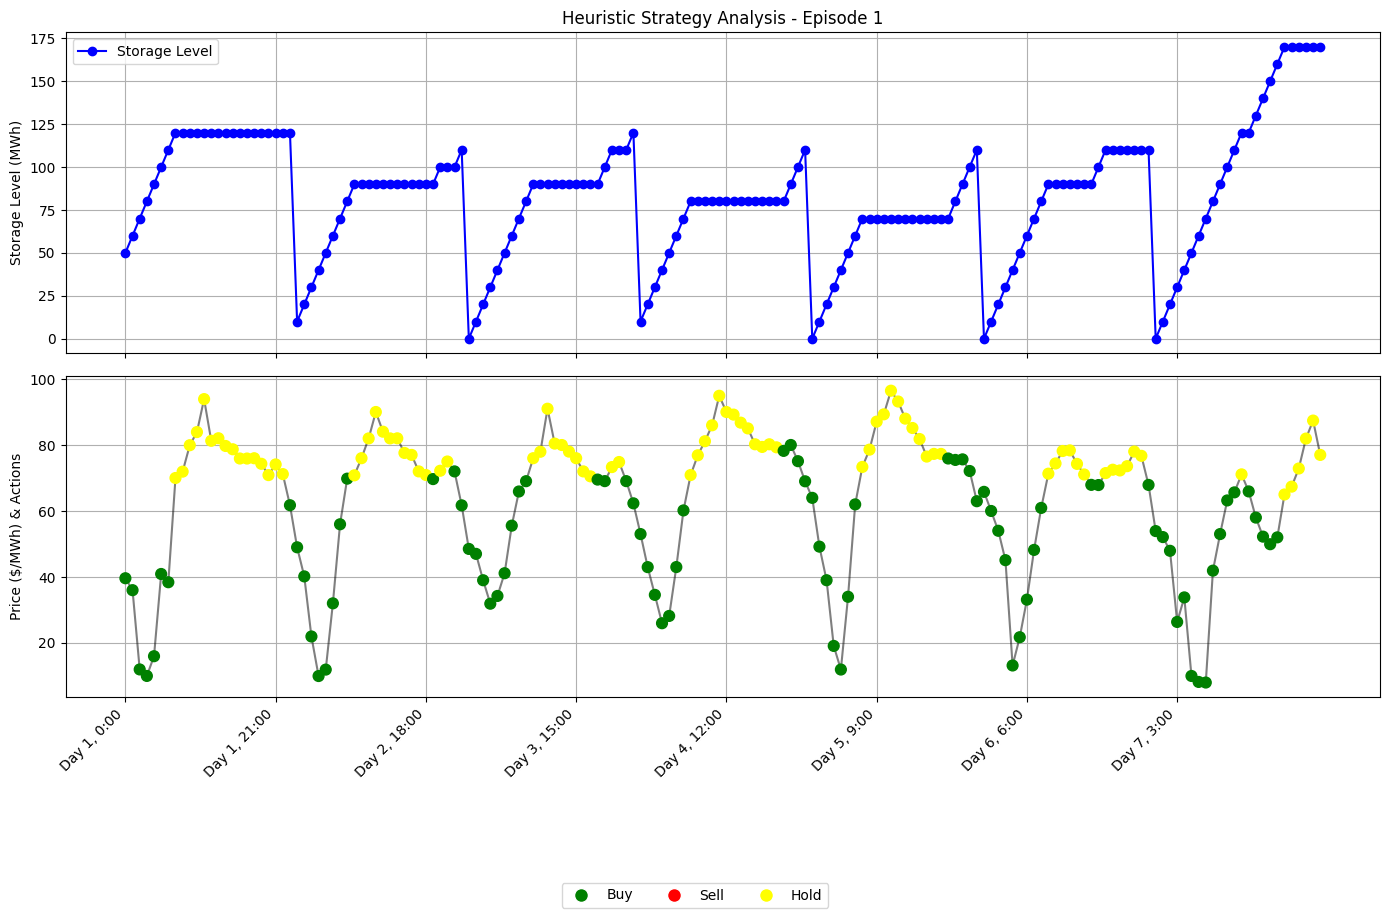 Heuristic Strategy Analysis - Episode 1
175
150
125
100
75
50
25
0
Storage Level (MWh)
Storage Level
100
80
60
40
20
Price ($/MWh) & Actions
Day 1, 0:00
Day 1, 21:00
Day 2, 18:00
Day 3, 15:00
Day 4, 12:00
Day 5, 9:00
Day 6, 6:00
Day 7, 3:00
Buy
Sell
Hold